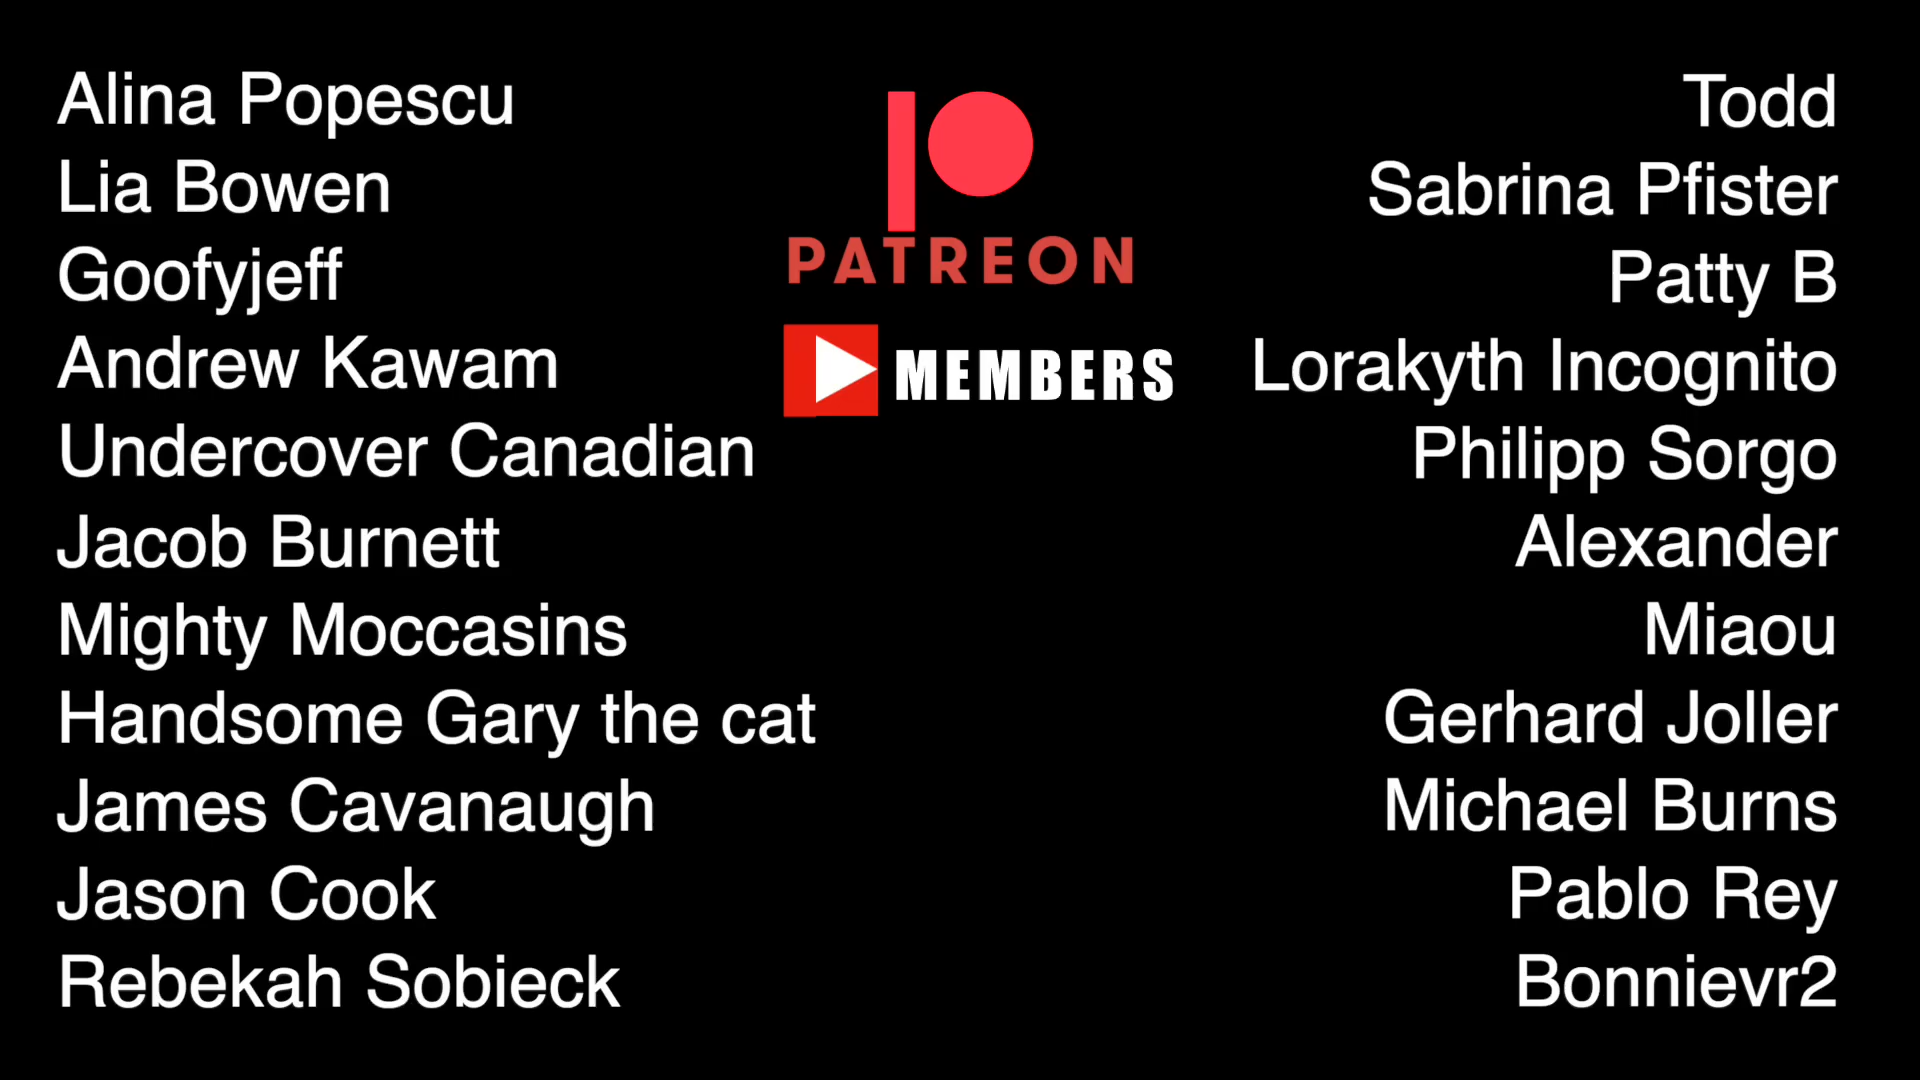 Alina Popescu
Lia Bowen
Goofyjeff
Andrew Kawam
Undercover Canadian
Jacob Burnett
Mighty Moccasins
Handsome Gary the cat
James Cavanaugh
Jason Cook
Rebekah Sobieck
PATREON
MEMBERS
Todd
Sabrina Pfister
Patty B
Lorakyth Incognito
Philipp Sorgo
Alexander
Miaou
Gerhard Joller
Michael Burns
Pablo Rey
Bonnievr2